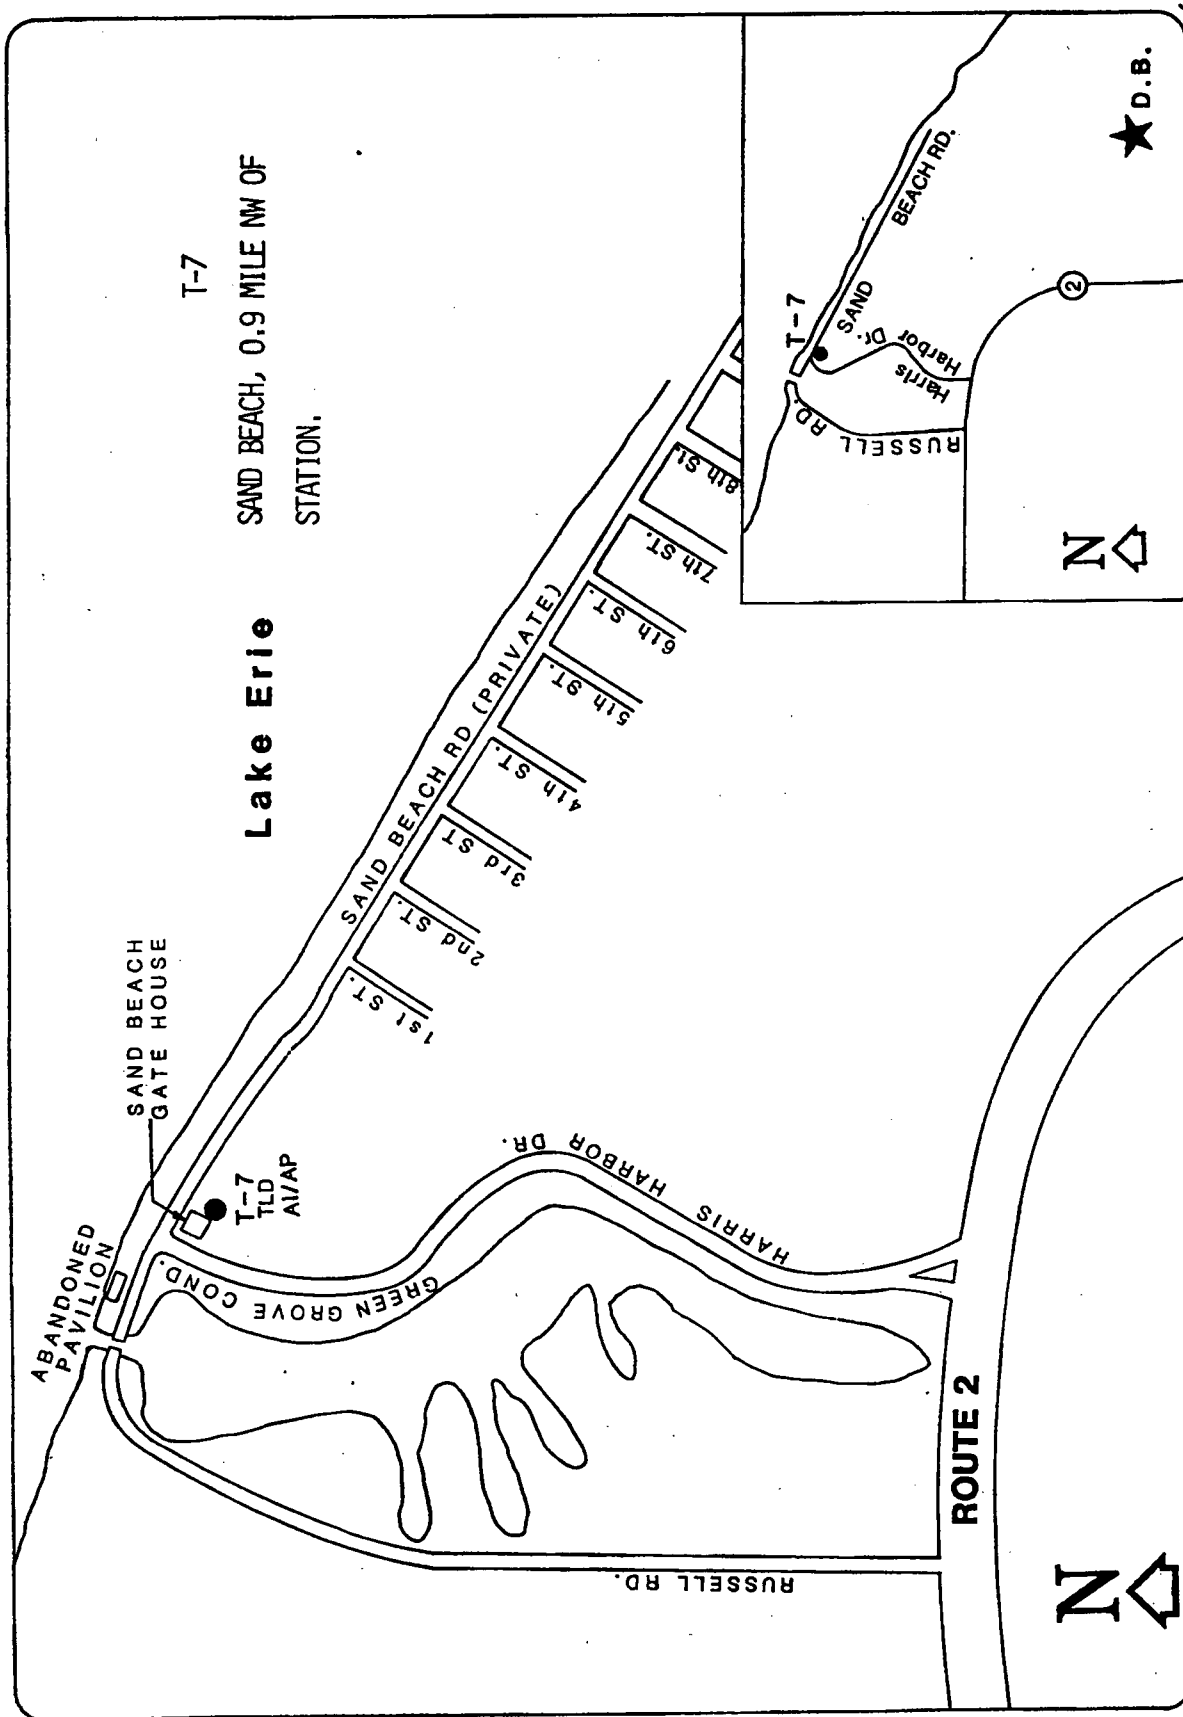 T-7
SAND BEACH, 0.9 MILE NW OF
STATION.
Lake Erie
ABANDONED
PAVILION
SAND BEACH
GATE HOUSE
T-7
TLD
AI/AP
GREEN GROVE COND.
HARRIS HARBOR DR.
SAND BEACH RD (PRIVATE)
1st ST.
2nd ST.
3rd ST
4th ST.
5th ST.
6th ST.
7th ST.
8th St.
RUSSELL RD.
ROUTE 2
N
T-7
SAND BEACH RD.
Harris Harbor Dr.
RUSSELL RD.
2
D.B.
N